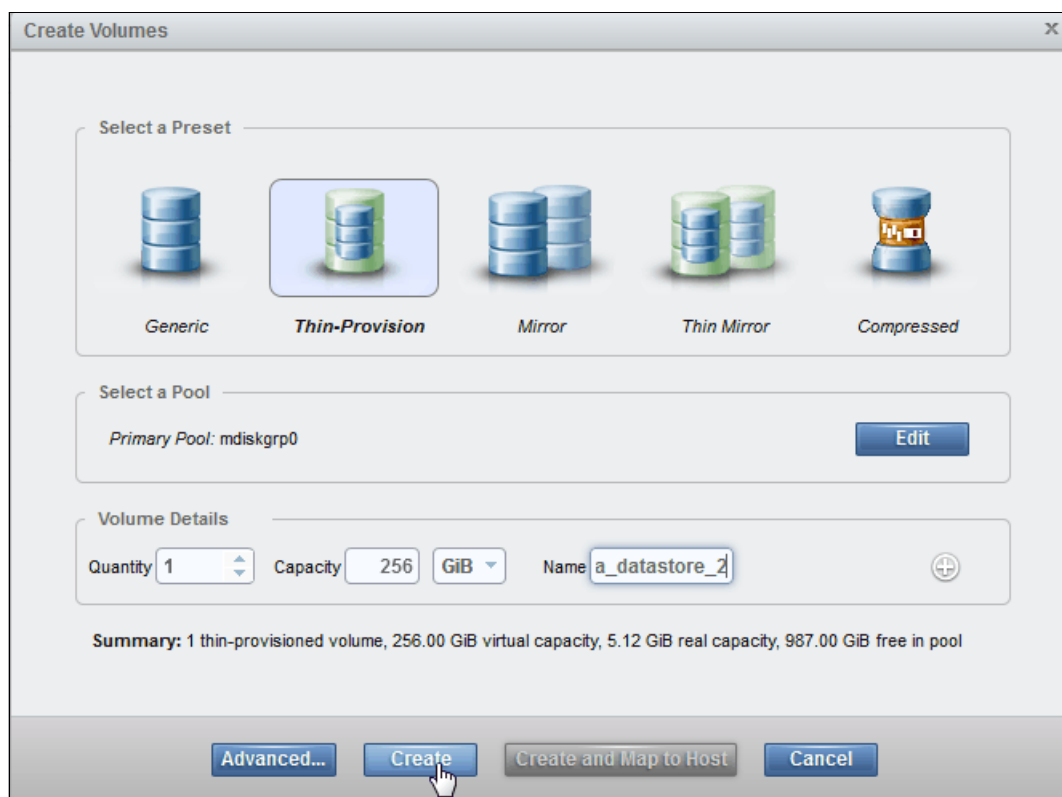 Create Volumes x
Select a Preset
Generic Thin-Provision Mirror Thin Mirror Compressed
Select a Pool
Primary Pool: mdiskgrp0 Edit
Volume Details
Quantity 1 Capacity 256 GiB Name a_datastore_2
Summary: 1 thin-provisioned volume, 256.00 GiB virtual capacity, 5.12 GiB real capacity, 987.00 GiB free in pool
Advanced... Create Create and Map to Host Cancel